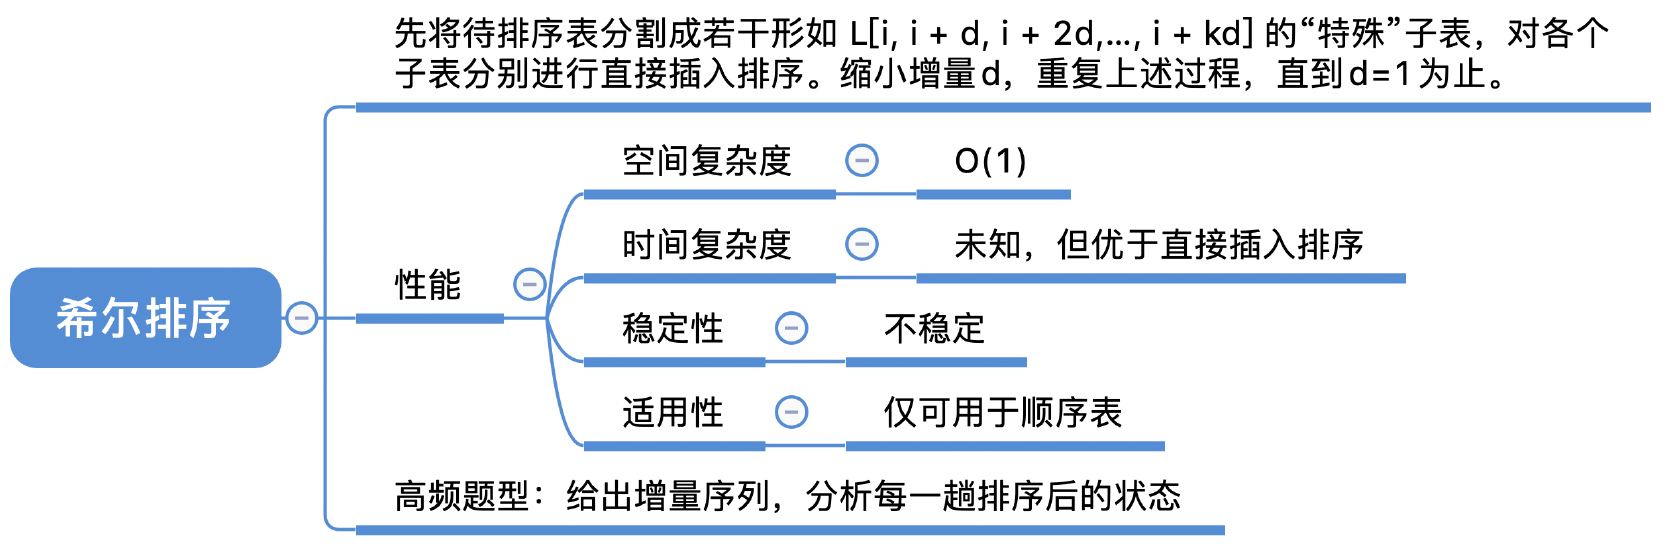 希尔排序
先将待排序表分割成若干形如 L[i, i + d, i + 2d,..., i + kd] 的“特殊”子表，对各个
子表分别进行直接插入排序。缩小增量d，重复上述过程，直到d=1为止。
性能
空间复杂度
O(1)
时间复杂度
未知，但优于直接插入排序
稳定性
不稳定
适用性
仅可用于顺序表
高频题型：给出增量序列，分析每一趟排序后的状态